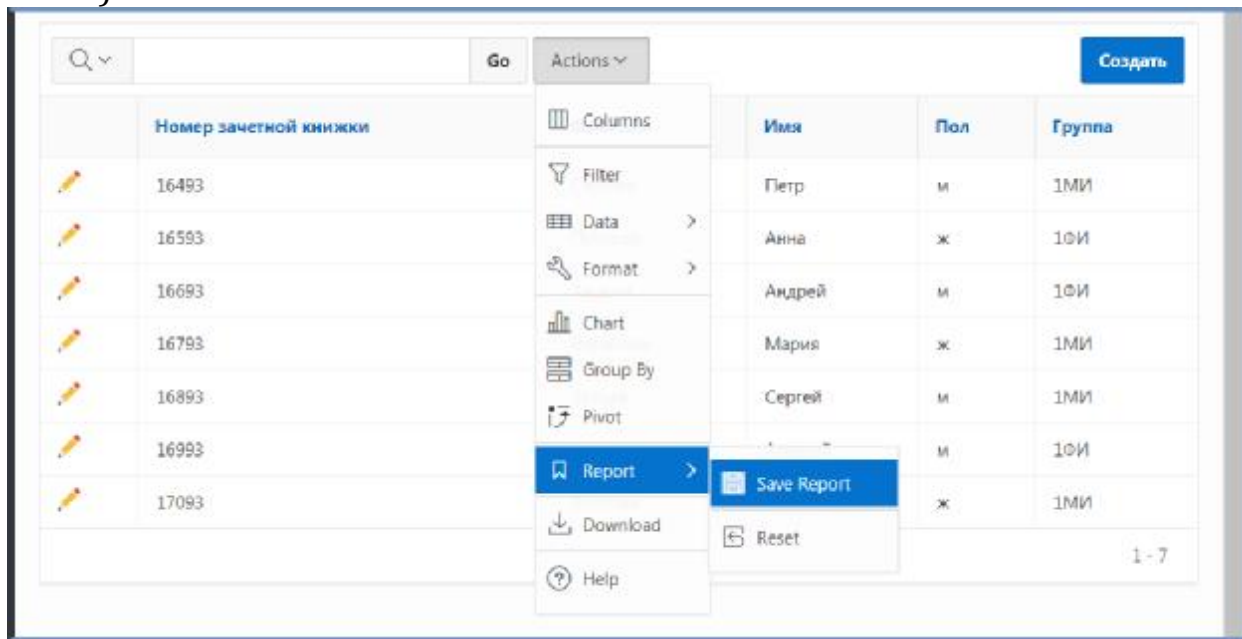 Go Actions Создать
Номер зачетной книжки Имя Пол Группа
Columns
16493 Петр м 1МИ
Filter
16593 Анна ж 1ФИ
Data
16693 Андрей м 1ФИ
Format
16793 Мария ж 1МИ
Chart
16893 Сергей м 1МИ
Group By
Pivot
16993 м 1ФИ
Report Save Report
17093 ж 1МИ
Download Reset
1 - 7
Help